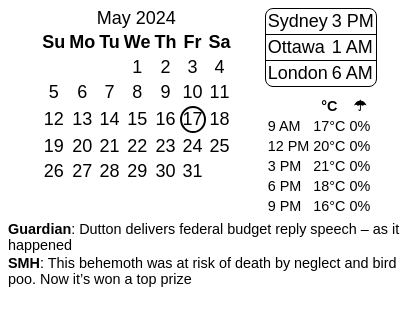 May 2024
Su Mo Tu We Th Fr Sa
1 2 3 4
5 6 7 8 9 10 11
12 13 14 15 16 17 18
19 20 21 22 23 24 25
26 27 28 29 30 31
Sydney 3 PM
Ottawa 1 AM
London 6 AM
°C ☂
9 AM 17°C 0%
12 PM 20°C 0%
3 PM 21°C 0%
6 PM 18°C 0%
9 PM 16°C 0%
Guardian: Dutton delivers federal budget reply speech – as it
happened
SMH: This behemoth was at risk of death by neglect and bird
poo. Now it’s won a top prize